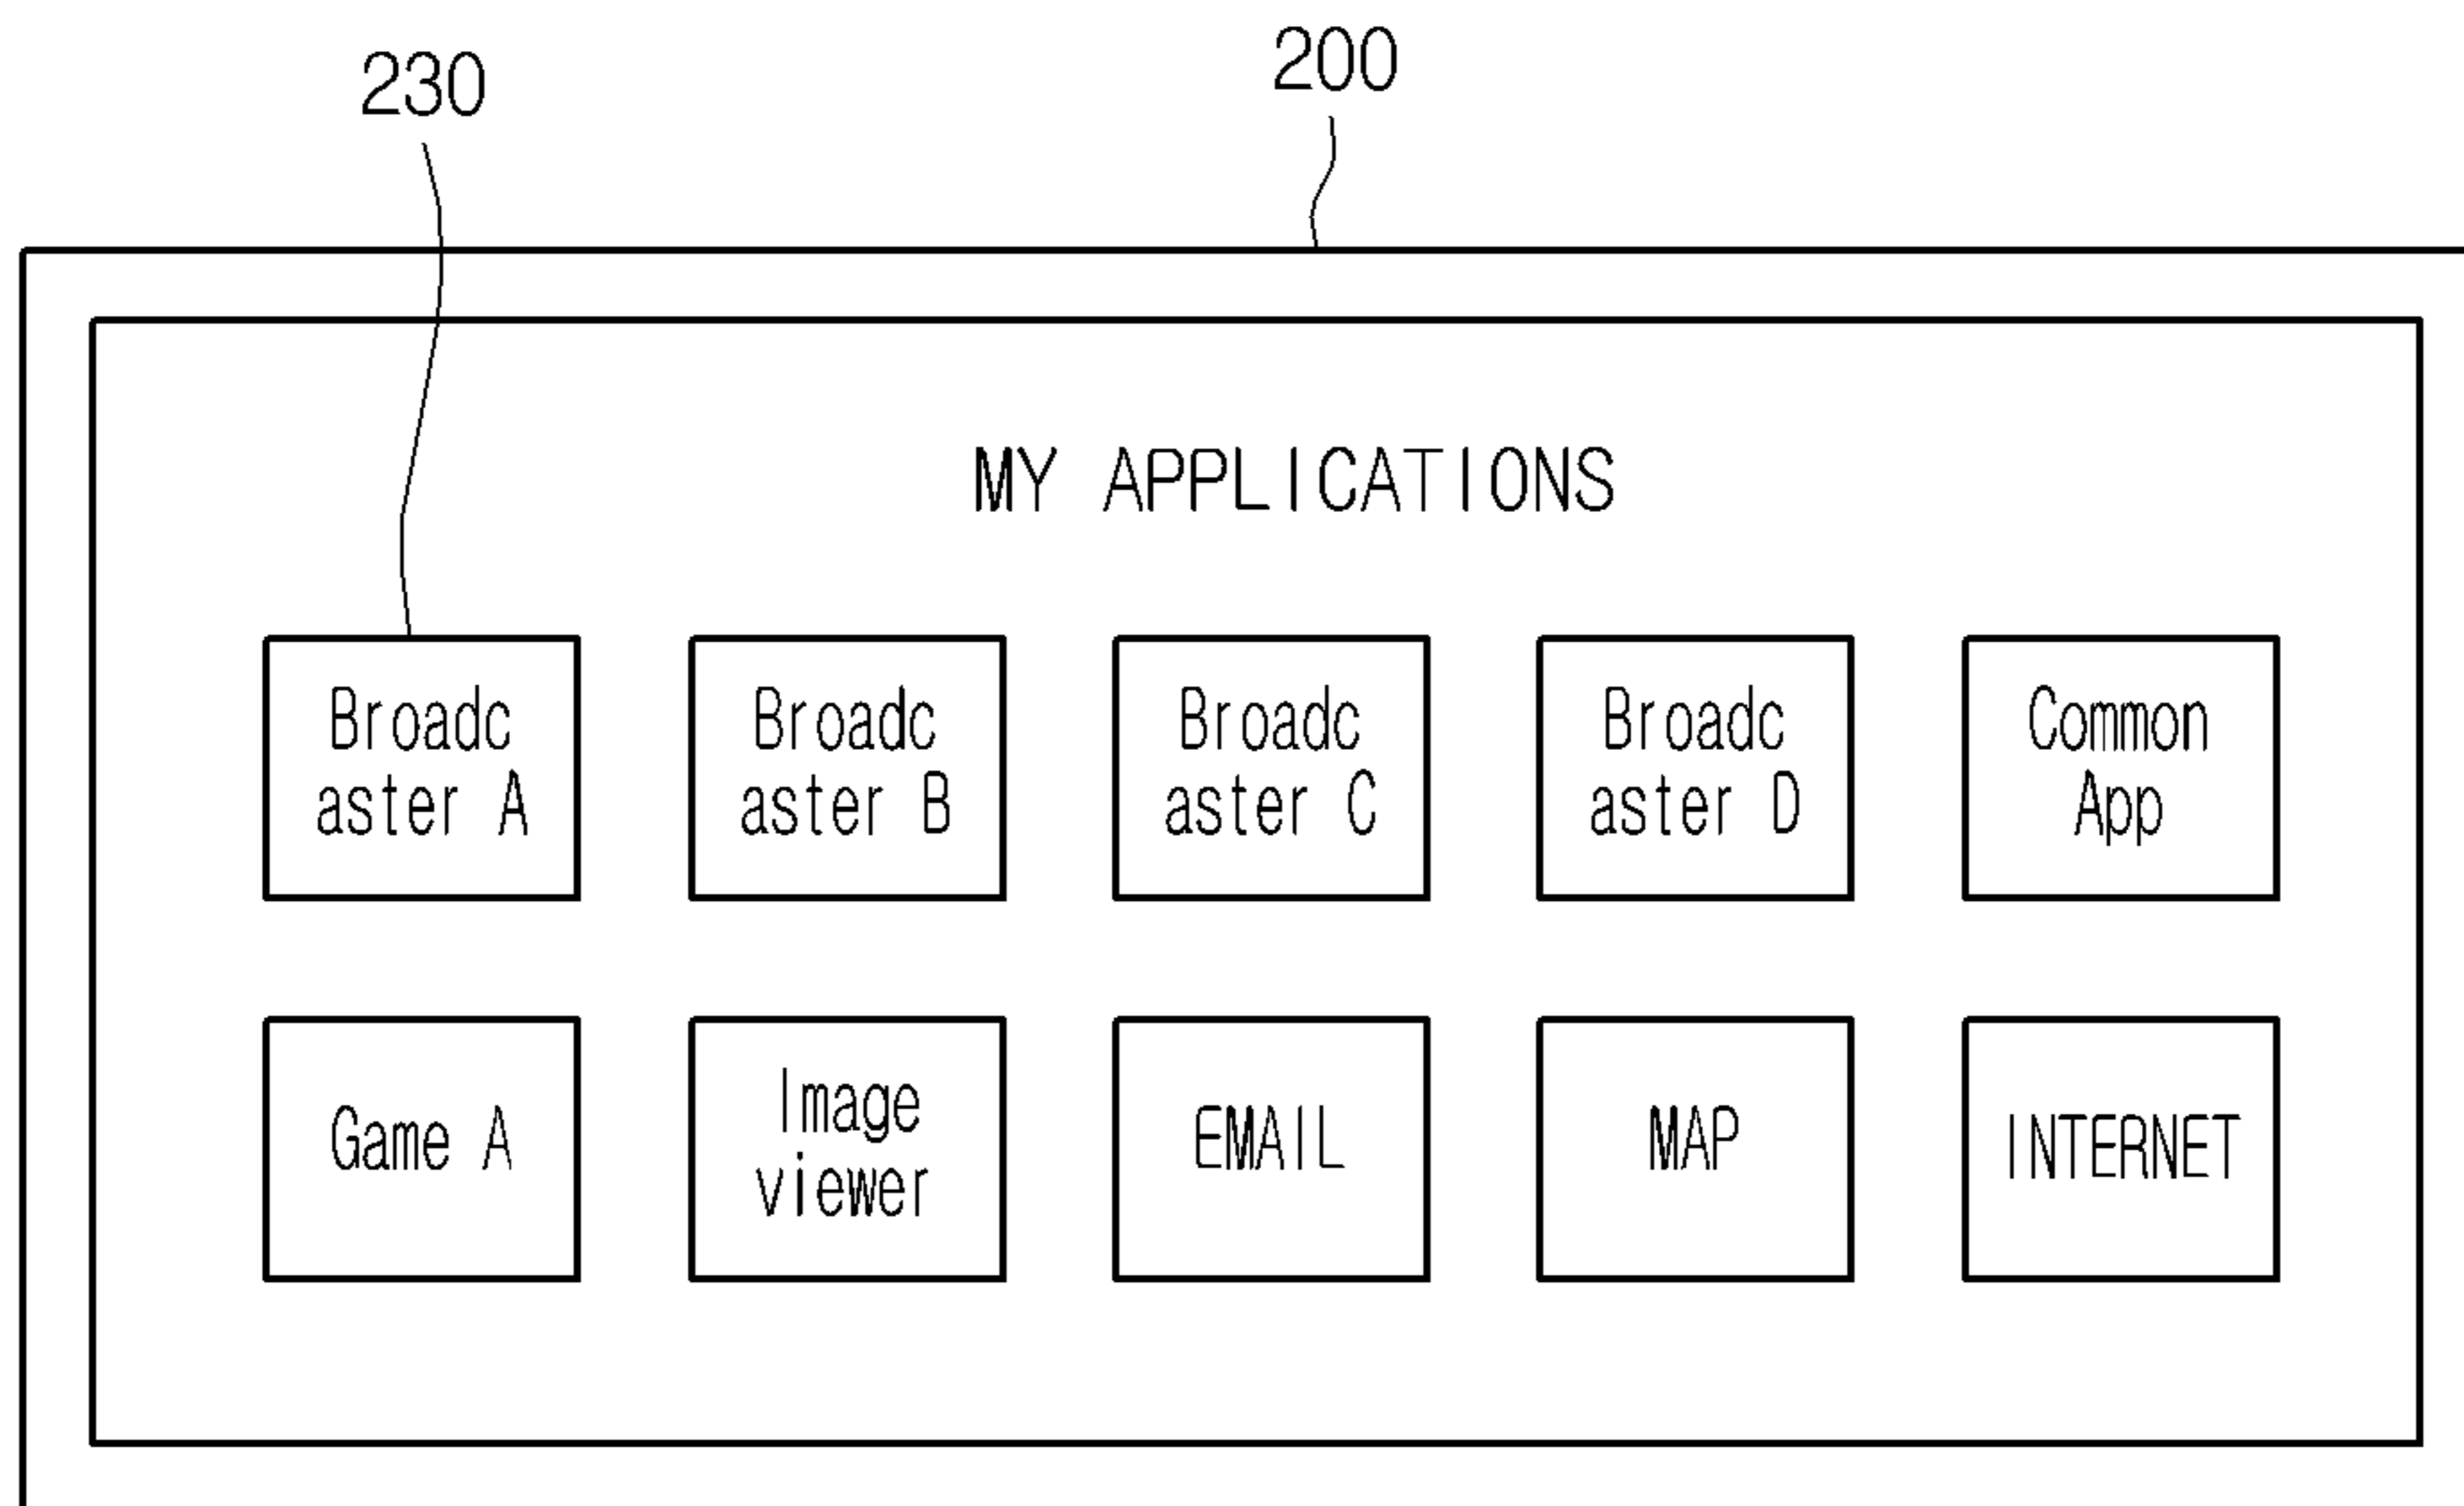 230
200
MY APPLICATIONS
Broadc
aster A
Broadc
aster B
Broadc
aster C
Broadc
aster D
Common
App
Game A
Image
viewer
EMAIL
MAP
INTERNET